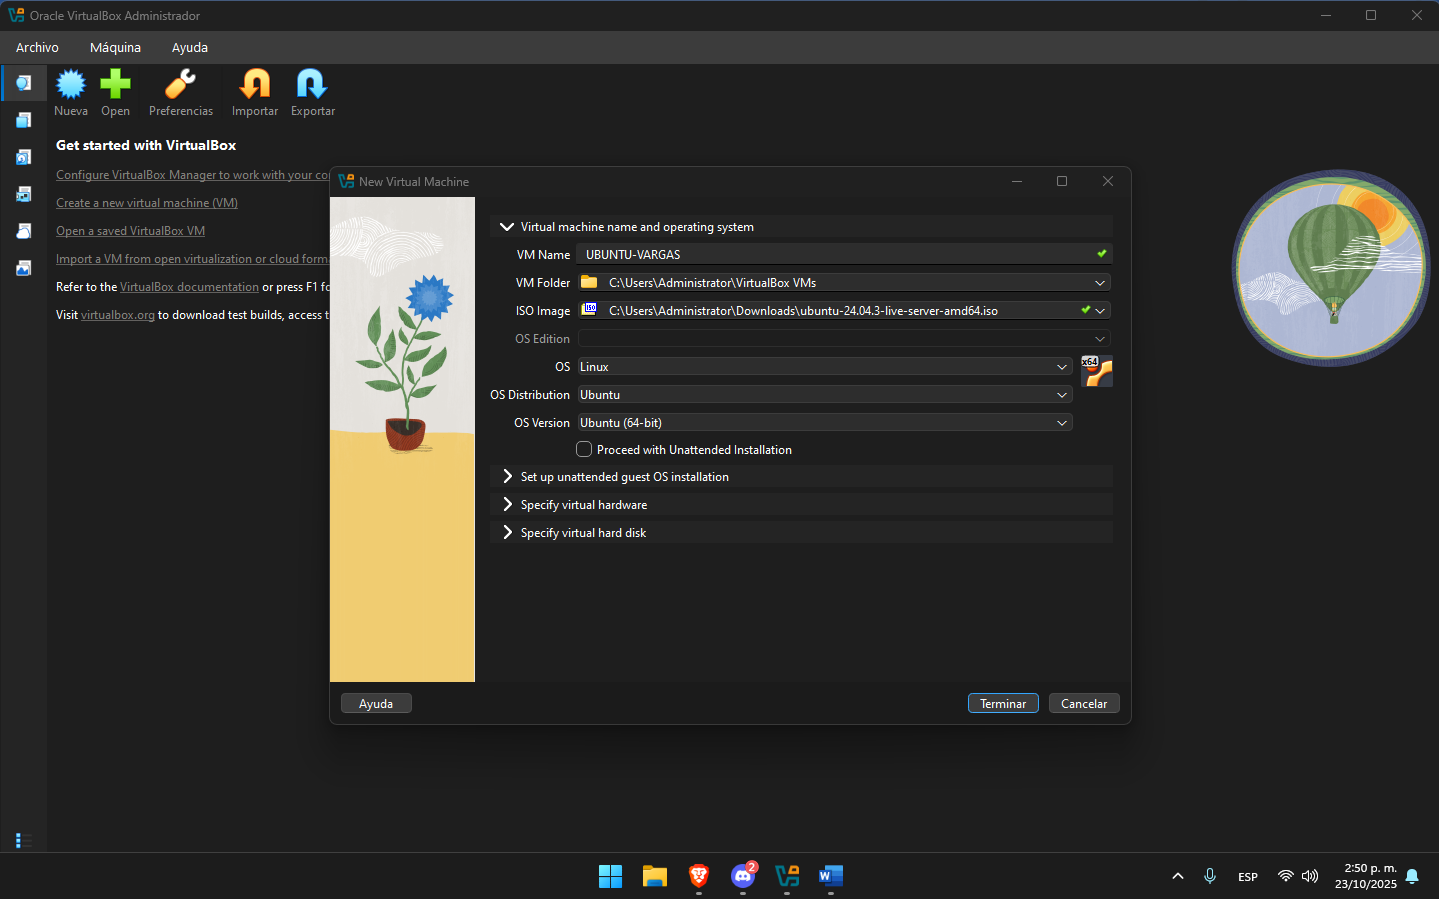 Oracle VirtualBox Administrador
Archivo Máquina Ayuda
Nueva Open Preferencias Importar Exportar
Get started with VirtualBox
Configure VirtualBox Manager to work with your
Create a new virtual machine (VM)
Open a saved VirtualBox VM
Import a VM from open virtualization or cloud
Refer to the VirtualBox documentation or press F1
Visit virtualbox.org to download test builds, access
New Virtual Machine
Virtual machine name and operating system
VM Name UBUNTU-VARGAS
VM Folder C:\Users\Administrator\VirtualBox VMs
ISO Image ISO C:\Users\Administrator\Downloads\ubuntu-24.04.3-live-server-amd64.iso
OS Edition
OS Linux x64
OS Distribution Ubuntu
OS Version Ubuntu (64-bit)
Proceed with Unattended Installation
Set up unattended guest OS installation
Specify virtual hardware
Specify virtual hard disk
Ayuda Terminar Cancelar
2 W ESP 2:50 p. m.
23/10/2025